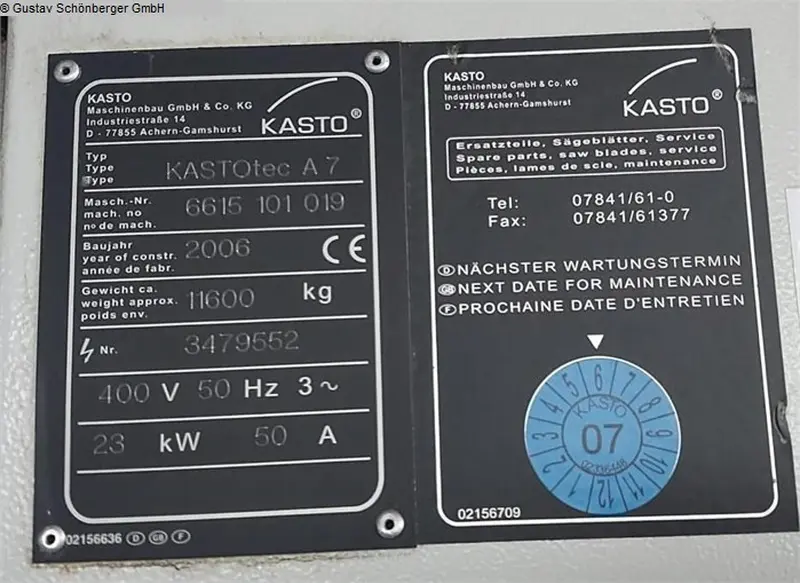 © Gustav Schönberger GmbH
KASTO
Maschinenbau GmbH & Co. KG
Industriestraße 14
D - 77855 Achern-Gamshurst
KASTO®
Typ
Type
Type
KASTOtec A7
Masch.-Nr.
mach. no
nº de mach.
6615 101 019
Baujahr
year of constr.
année de fabr.
2006
CE
Gewicht ca.
weight approx.
poids env.
11600 kg
Nr. 3479552
400 V 50 Hz 3 ~
23 kW 50 A
02156636 D GB F
KASTO
Maschinenbau GmbH & Co. KG
Industriestraße 14
D - 77855 Achern-Gamshurst
KASTO®
Ersatzteile, Sägeblätter, Service
Spare parts, saw blades, service
Pièces, lames de scie, maintenance
Tel: 07841/61-0
Fax: 07841/61377
D NÄCHSTER WARTUNGSTERMIN
GB NEXT DATE FOR MAINTENANCE
F PROCHAINE DATE D'ENTRETIEN
1 2 3 4 5 6 7 8 9 10 11 12
KASTO
07
02156709